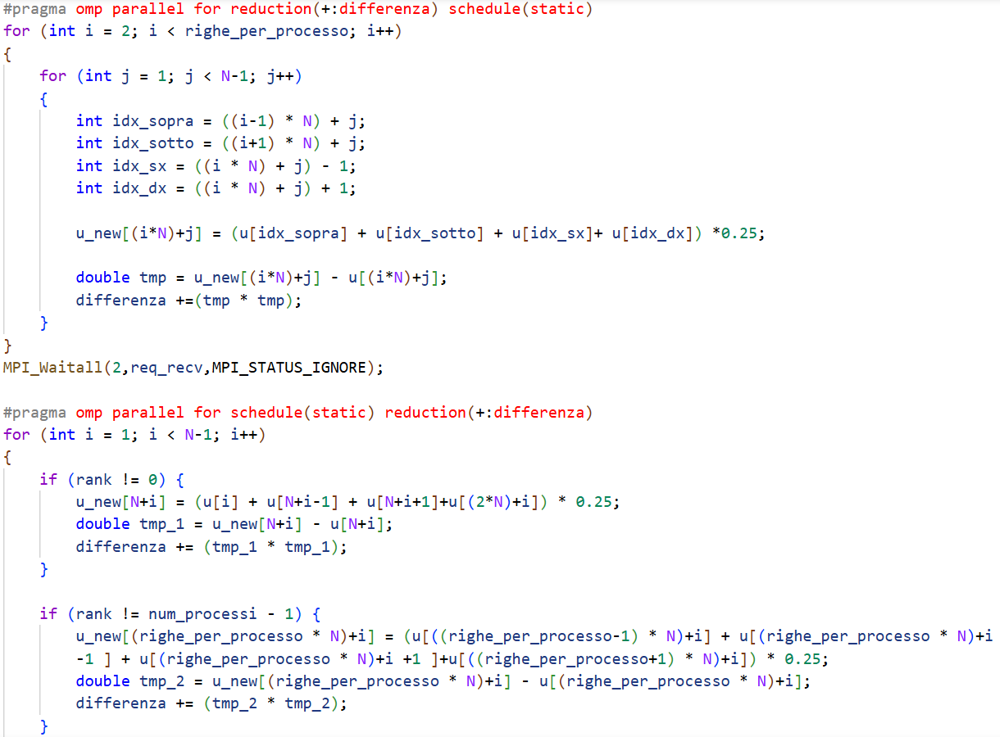 #pragma omp parallel for reduction(+:differenza) schedule(static)
for (int i = 2; i < righe_per_processo; i++)
{
    for (int j = 1; j < N-1; j++)
    {
        int idx_sopra = ((i-1) * N) + j;
        int idx_sotto = ((i+1) * N) + j;
        int idx_sx = ((i * N) + j) - 1;
        int idx_dx = ((i * N) + j) + 1;

        u_new[(i*N)+j] = (u[idx_sopra] + u[idx_sotto] + u[idx_sx]+ u[idx_dx]) *0.25;

        double tmp = u_new[(i*N)+j] - u[(i*N)+j];
        differenza +=(tmp * tmp);
    }
}
MPI_Waitall(2,req_recv,MPI_STATUS_IGNORE);

#pragma omp parallel for schedule(static) reduction(+:differenza)
for (int i = 1; i < N-1; i++)
{
    if (rank != 0) {
        u_new[N+i] = (u[i] + u[N+i-1] + u[N+i+1]+u[(2*N)+i]) * 0.25;
        double tmp_1 = u_new[N+i] - u[N+i];
        differenza += (tmp_1 * tmp_1);
    }

    if (rank != num_processi - 1) {
        u_new[(righe_per_processo * N)+i] = (u[((righe_per_processo-1) * N)+i] + u[(righe_per_processo * N)+i
        -1 ] + u[(righe_per_processo * N)+i +1 ]+u[((righe_per_processo+1) * N)+i]) * 0.25;
        double tmp_2 = u_new[(righe_per_processo * N)+i] - u[(righe_per_processo * N)+i];
        differenza += (tmp_2 * tmp_2);
    }